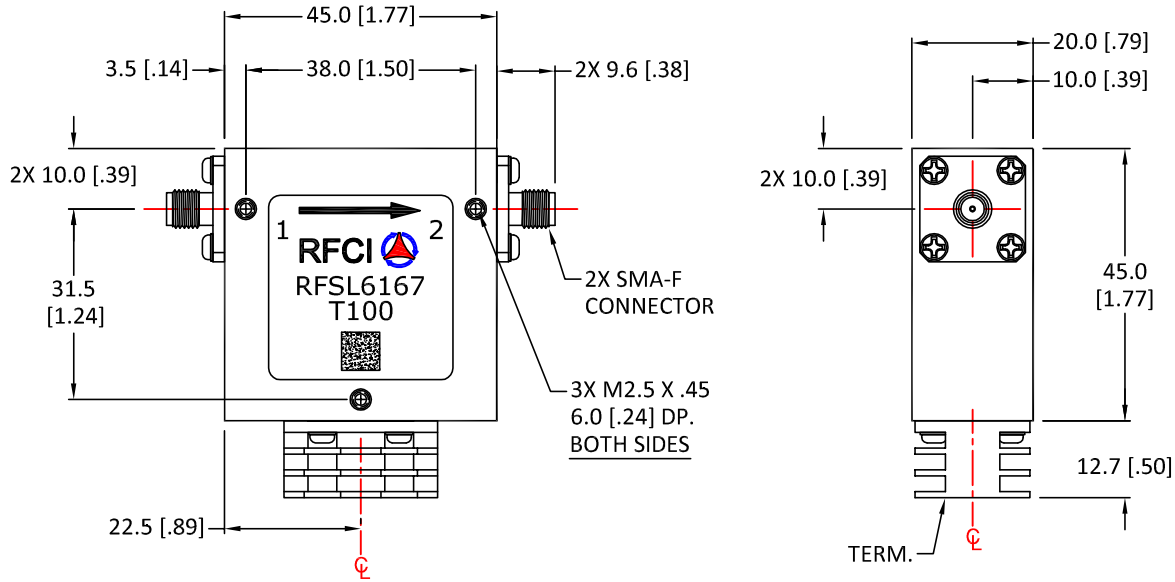 45.0 [1.77]
3.5 [.14]
38.0 [1.50]
2X 9.6 [.38]
2X 10.0 [.39]
1
2
RFCI
RFSL6167
T100
31.5
[1.24]
2X SMA-F
CONNECTOR
3X M2.5 X .45
6.0 [.24] DP.
BOTH SIDES
22.5 [.89]
℄
20.0 [.79]
10.0 [.39]
2X 10.0 [.39]
45.0
[1.77]
12.7 [.50]
TERM.
℄